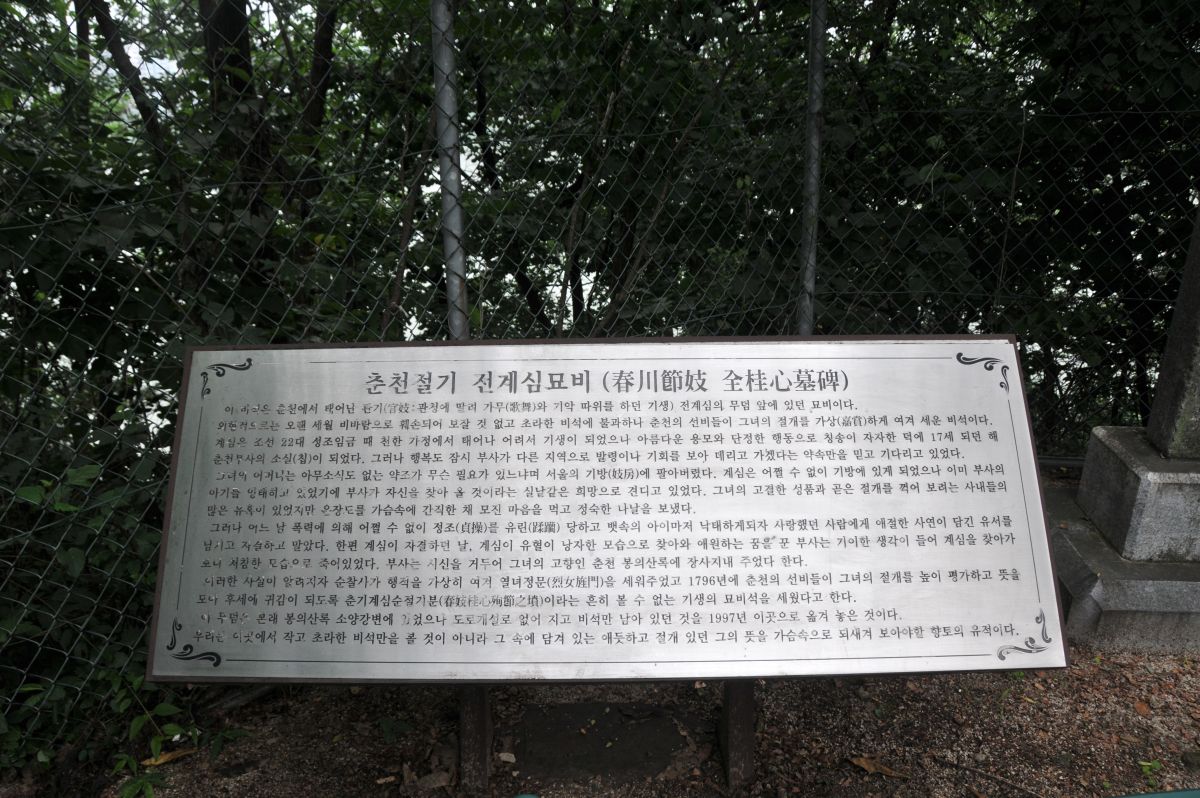 춘천절기 전계심묘비 (春川節妓 全桂心墓碑)
이 비석은 춘천에서 태어난 관기(官妓:관청에 딸려 가무(歌舞)와 기악 따위를 하던 기생) 전계심의 무덤 앞에 있던 묘비이다.
외현적으로는 오랜 세월 비바람으로 훼손되어 보잘 것 없고 초라한 비석에 불과하나 춘천의 선비들이 그녀의 절개를 가상(嘉賞)하게 여겨 세운 비석이다.
계심은 조선 22대 정조임금 때 천한 가정에서 태어나 어려서 기생이 되었으나 아름다운 용모와 단정한 행동으로 칭송이 자자한 덕에 17세 되던 해
춘천부사의 소실(첩)이 되었다. 그러나 행복도 잠시 부사가 다른 지역으로 발령이나 기회를 보아 데리고 가겠다는 약속만을 믿고 기다리고 있었다.
그녀의 어머니는 아무소식도 없는 약조가 무슨 필요가 있느냐며 서울의 기방(妓房)에 팔아버렸다. 계심은 어쩔 수 없이 기방에 있게 되었으나 이미 부사의
아기를 잉태하고 있었기에 부사가 자신을 찾아 올 것이라는 실낱같은 희망으로 견디고 있었다. 그녀의 고결한 성품과 곧은 절개를 꺾어 보려는 사내들의
많은 유혹이 있었지만 은장도를 가슴속에 간직한 채 모진 마음을 먹고 정숙한 나날을 보냈다.
그러나 어느 날 폭력에 의해 어쩔 수 없이 정조(貞操)를 유린(蹂躪) 당하고 뱃속의 아이마저 낙태하게되자 사랑했던 사람에게 애절한 사연이 담긴 유서를
남기고 자살하고 말았다. 한편 계심이 자결하던 날, 계심이 유혈이 낭자한 모습으로 찾아와 애원하는 꿈을 꾼 부사는 기이한 생각이 들어 계심을 찾아가
보니 처참한 모습으로 죽어있었다. 부사는 시신을 거두어 그녀의 고향인 춘천 봉의산록에 장사지내 주었다 한다.
이러한 사실이 알려지자 순찰사가 행적을 가상히 여겨 열녀정문(烈女旌門)을 세워주었고 1796년에 춘천의 선비들이 그녀의 절개를 높이 평가하고 뜻을
모아 후세에 귀감이 되도록 춘기계심순절지분(春妓桂心殉節之墳)이라는 흔히 볼 수 없는 기생의 묘비석을 세웠다고 한다.
이 무덤은 본래 봉의산록 소양강변에 있었으나 도로개설로 없어 지고 비석만 남아 있던 것을 1997년 이곳으로 옮겨 놓은 것이다.
우리는 이곳에서 작고 초라한 비석만을 볼 것이 아니라 그 속에 담겨 있는 애듯하고 절개 있던 그의 뜻을 가슴속으로 되새겨 보아야할 향토의 유적이다.